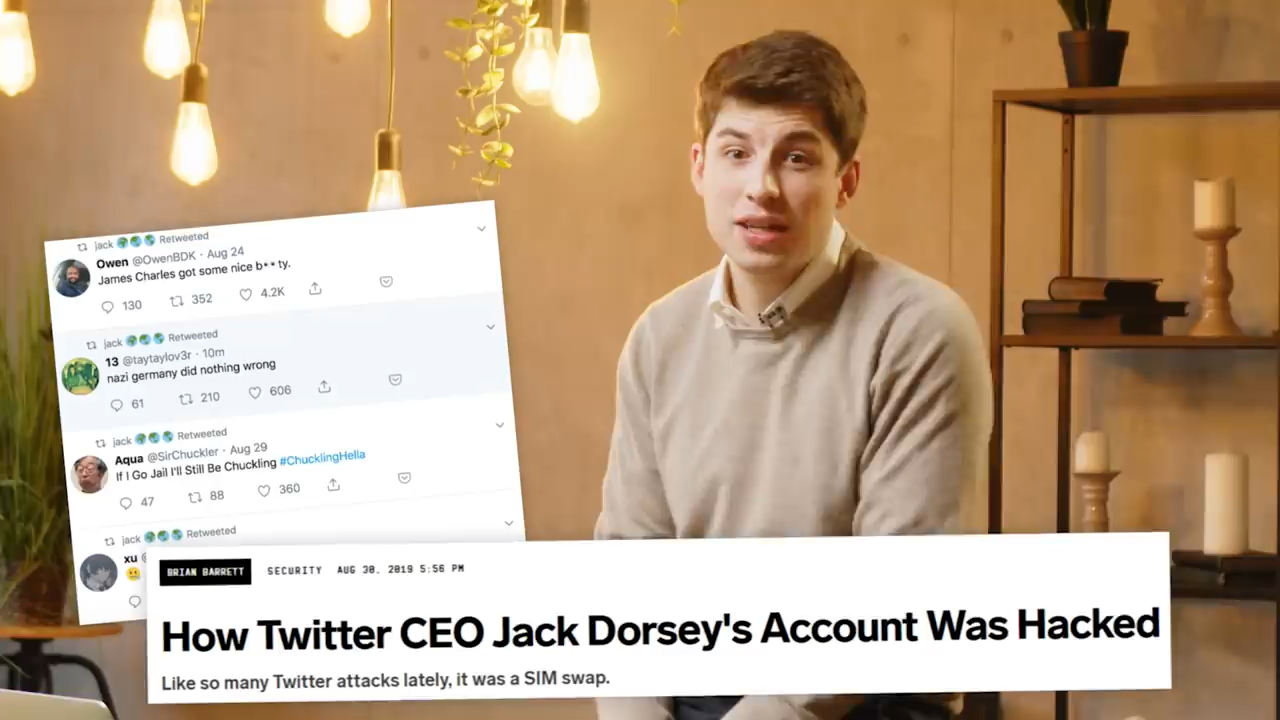 jack Retweeted
Owen @OwenBDK · Aug 24
James Charles got some nice b**ty.
130 352 4.2K
jack Retweeted
13 @taytaylov3r · 10m
nazi germany did nothing wrong
61 210 606
jack Retweeted
Aqua @SirChuckler · Aug 29
If I Go Jail I'll Still Be Chuckling #ChucklingHella
47 88 360
jack Retweeted
xu @
BRIAN BARRETT SECURITY AUG 30, 2019 5:56 PM
How Twitter CEO Jack Dorsey's Account Was Hacked
Like so many Twitter attacks lately, it was a SIM swap.